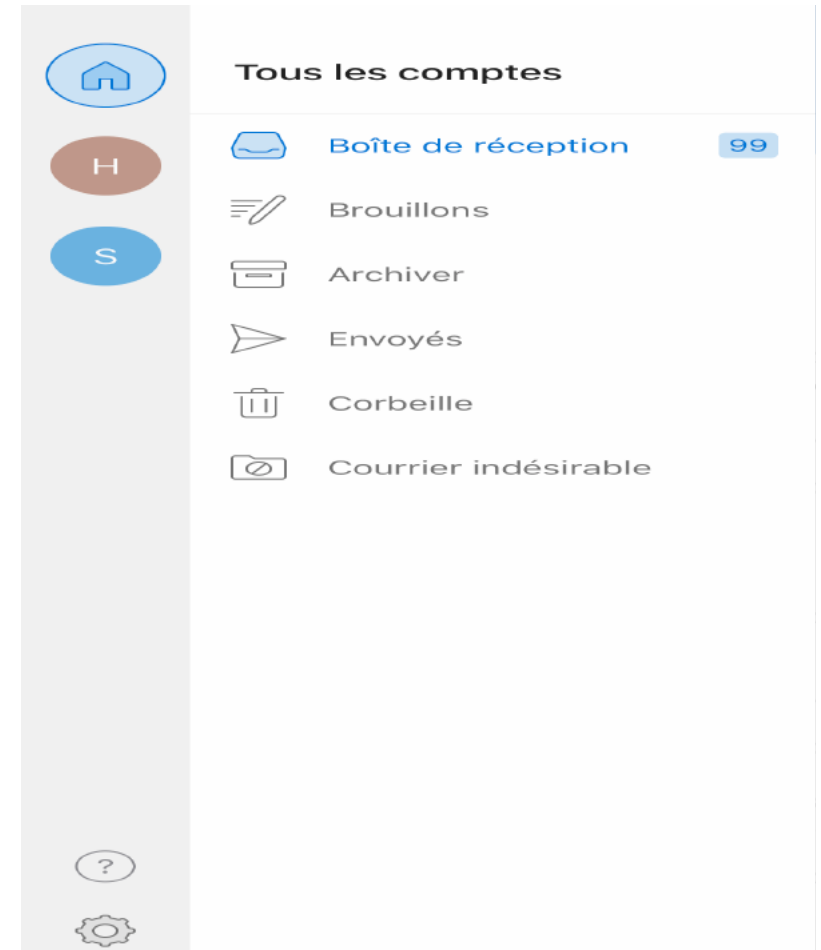 Tous les comptes
H
Boîte de réception 99
S
Brouillons
Archiver
Envoyés
Corbeille
Courrier indésirable
?